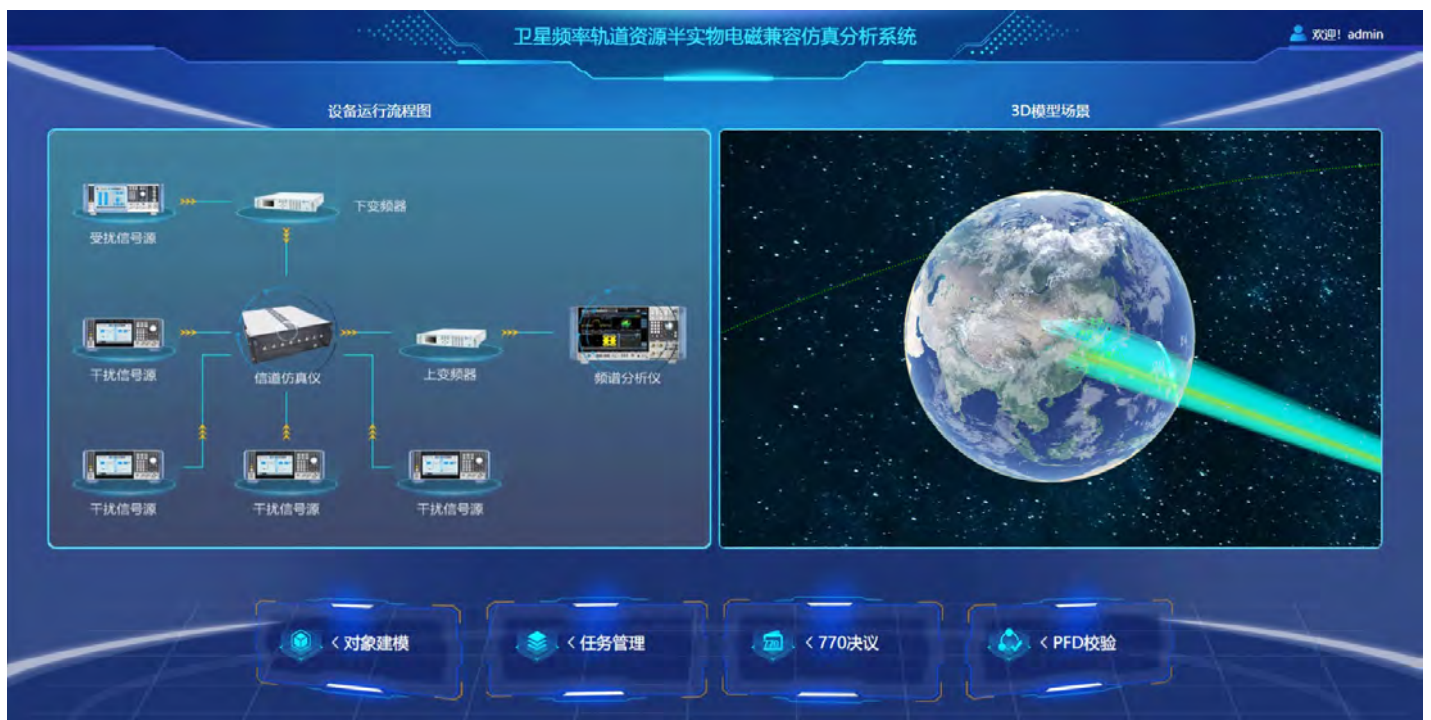 卫星频率轨道资源半实物电磁兼容仿真分析系统
欢迎! admin
设备运行流程图
3D模型场景
下变频器
受扰信号源
干扰信号源
信道仿真仪
上变频器
频谱分析仪
干扰信号源
干扰信号源
干扰信号源
<对象建模
<任务管理
770
<770决议
<PFD校验